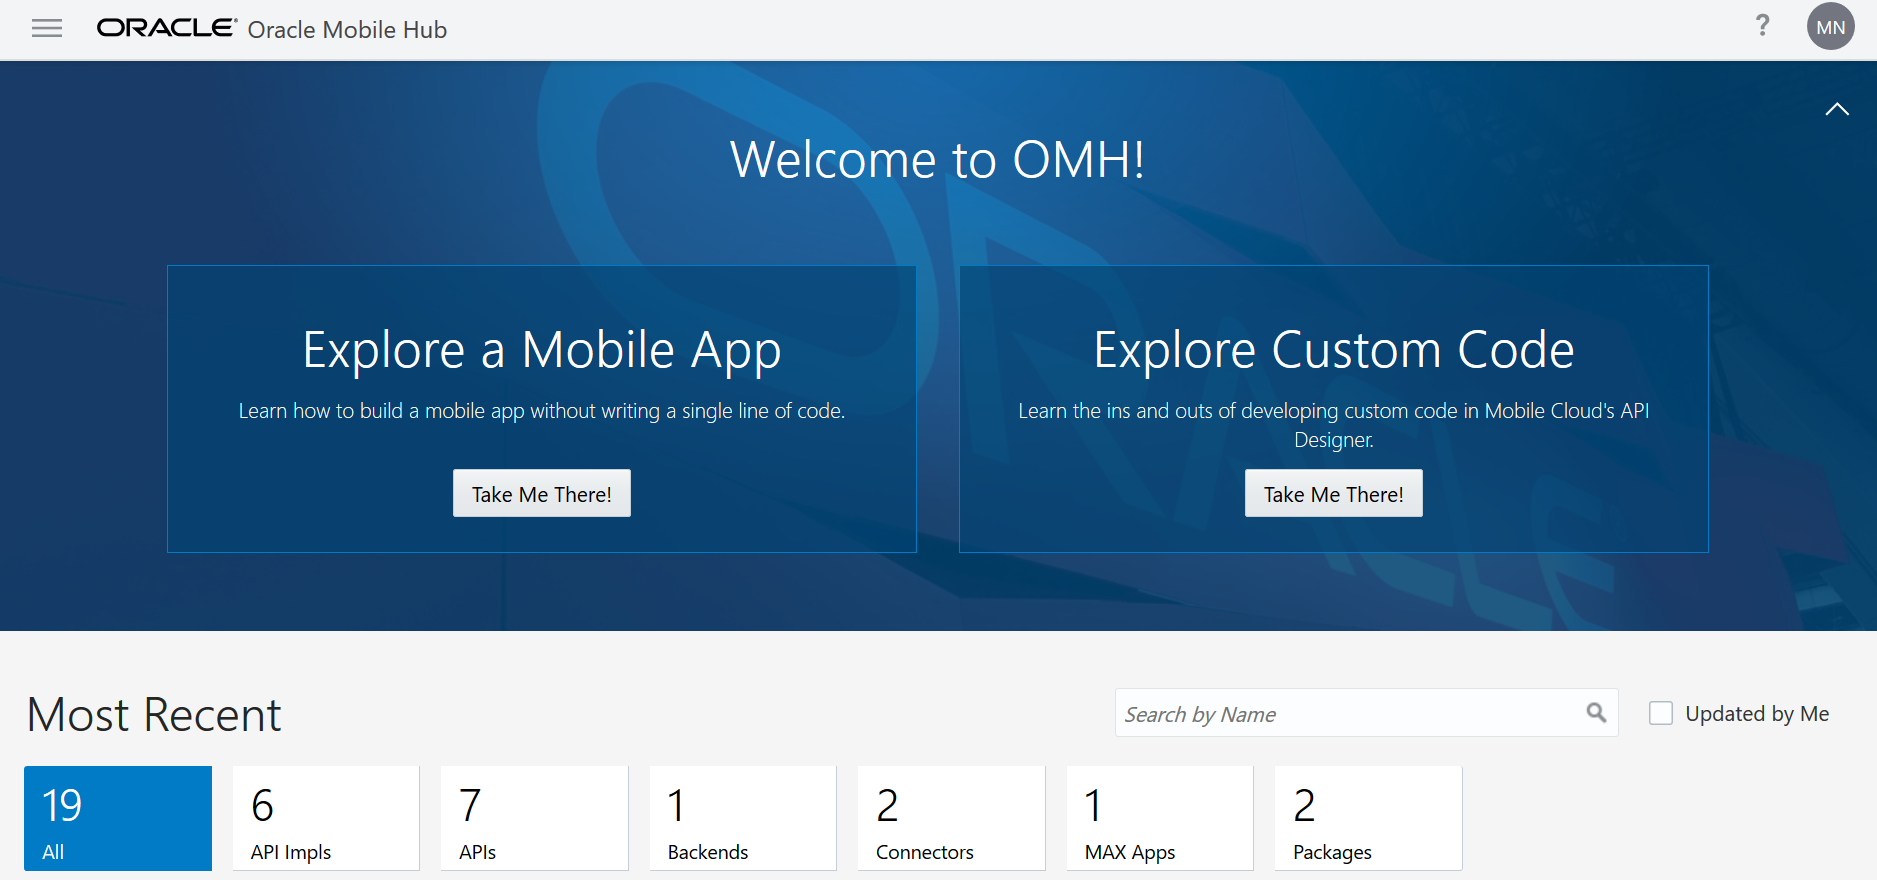 ORACLE® Oracle Mobile Hub
? MN
Welcome to OMH!
Explore a Mobile App
Learn how to build a mobile app without writing a single line of code.
Take Me There!
Explore Custom Code
Learn the ins and outs of developing custom code in Mobile Cloud's API
Designer.
Take Me There!
ORACLE
Most Recent
Search by Name
Updated by Me
19
All
6
API Impls
7
APIs
1
Backends
2
Connectors
1
MAX Apps
2
Packages